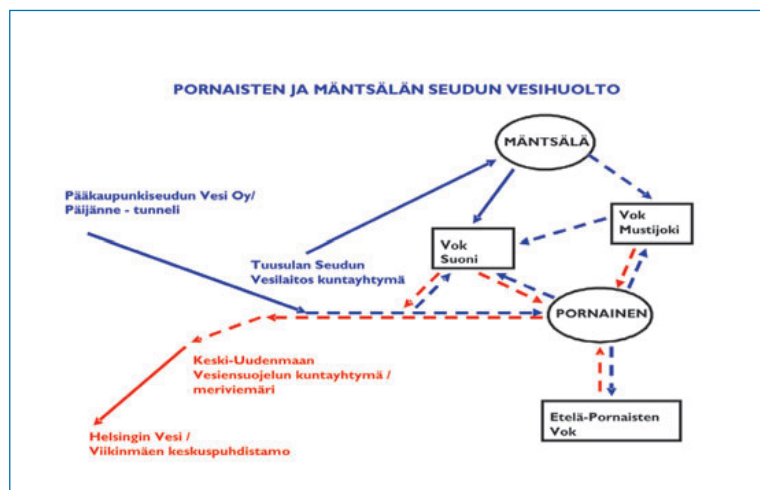 PORNAISTEN JA MÄNTSÄLÄN SEUDUN VESIHUOLTO
MÄNTSÄLÄ
Pääkaupunkiseudun Vesi Oy/
Päijänne - tunneli
Vok
Mustijoki
Vok
Suoni
Tuusulan Seudun
Vesilaitos kuntayhtymä
PORNAINEN
Keski-Uudenmaan
Vesiensuojelun kuntayhtymä /
meriviemäri
Etelä-Pornaisten
Vok
Helsingin Vesi /
Viikinmäen keskuspuhdistamo